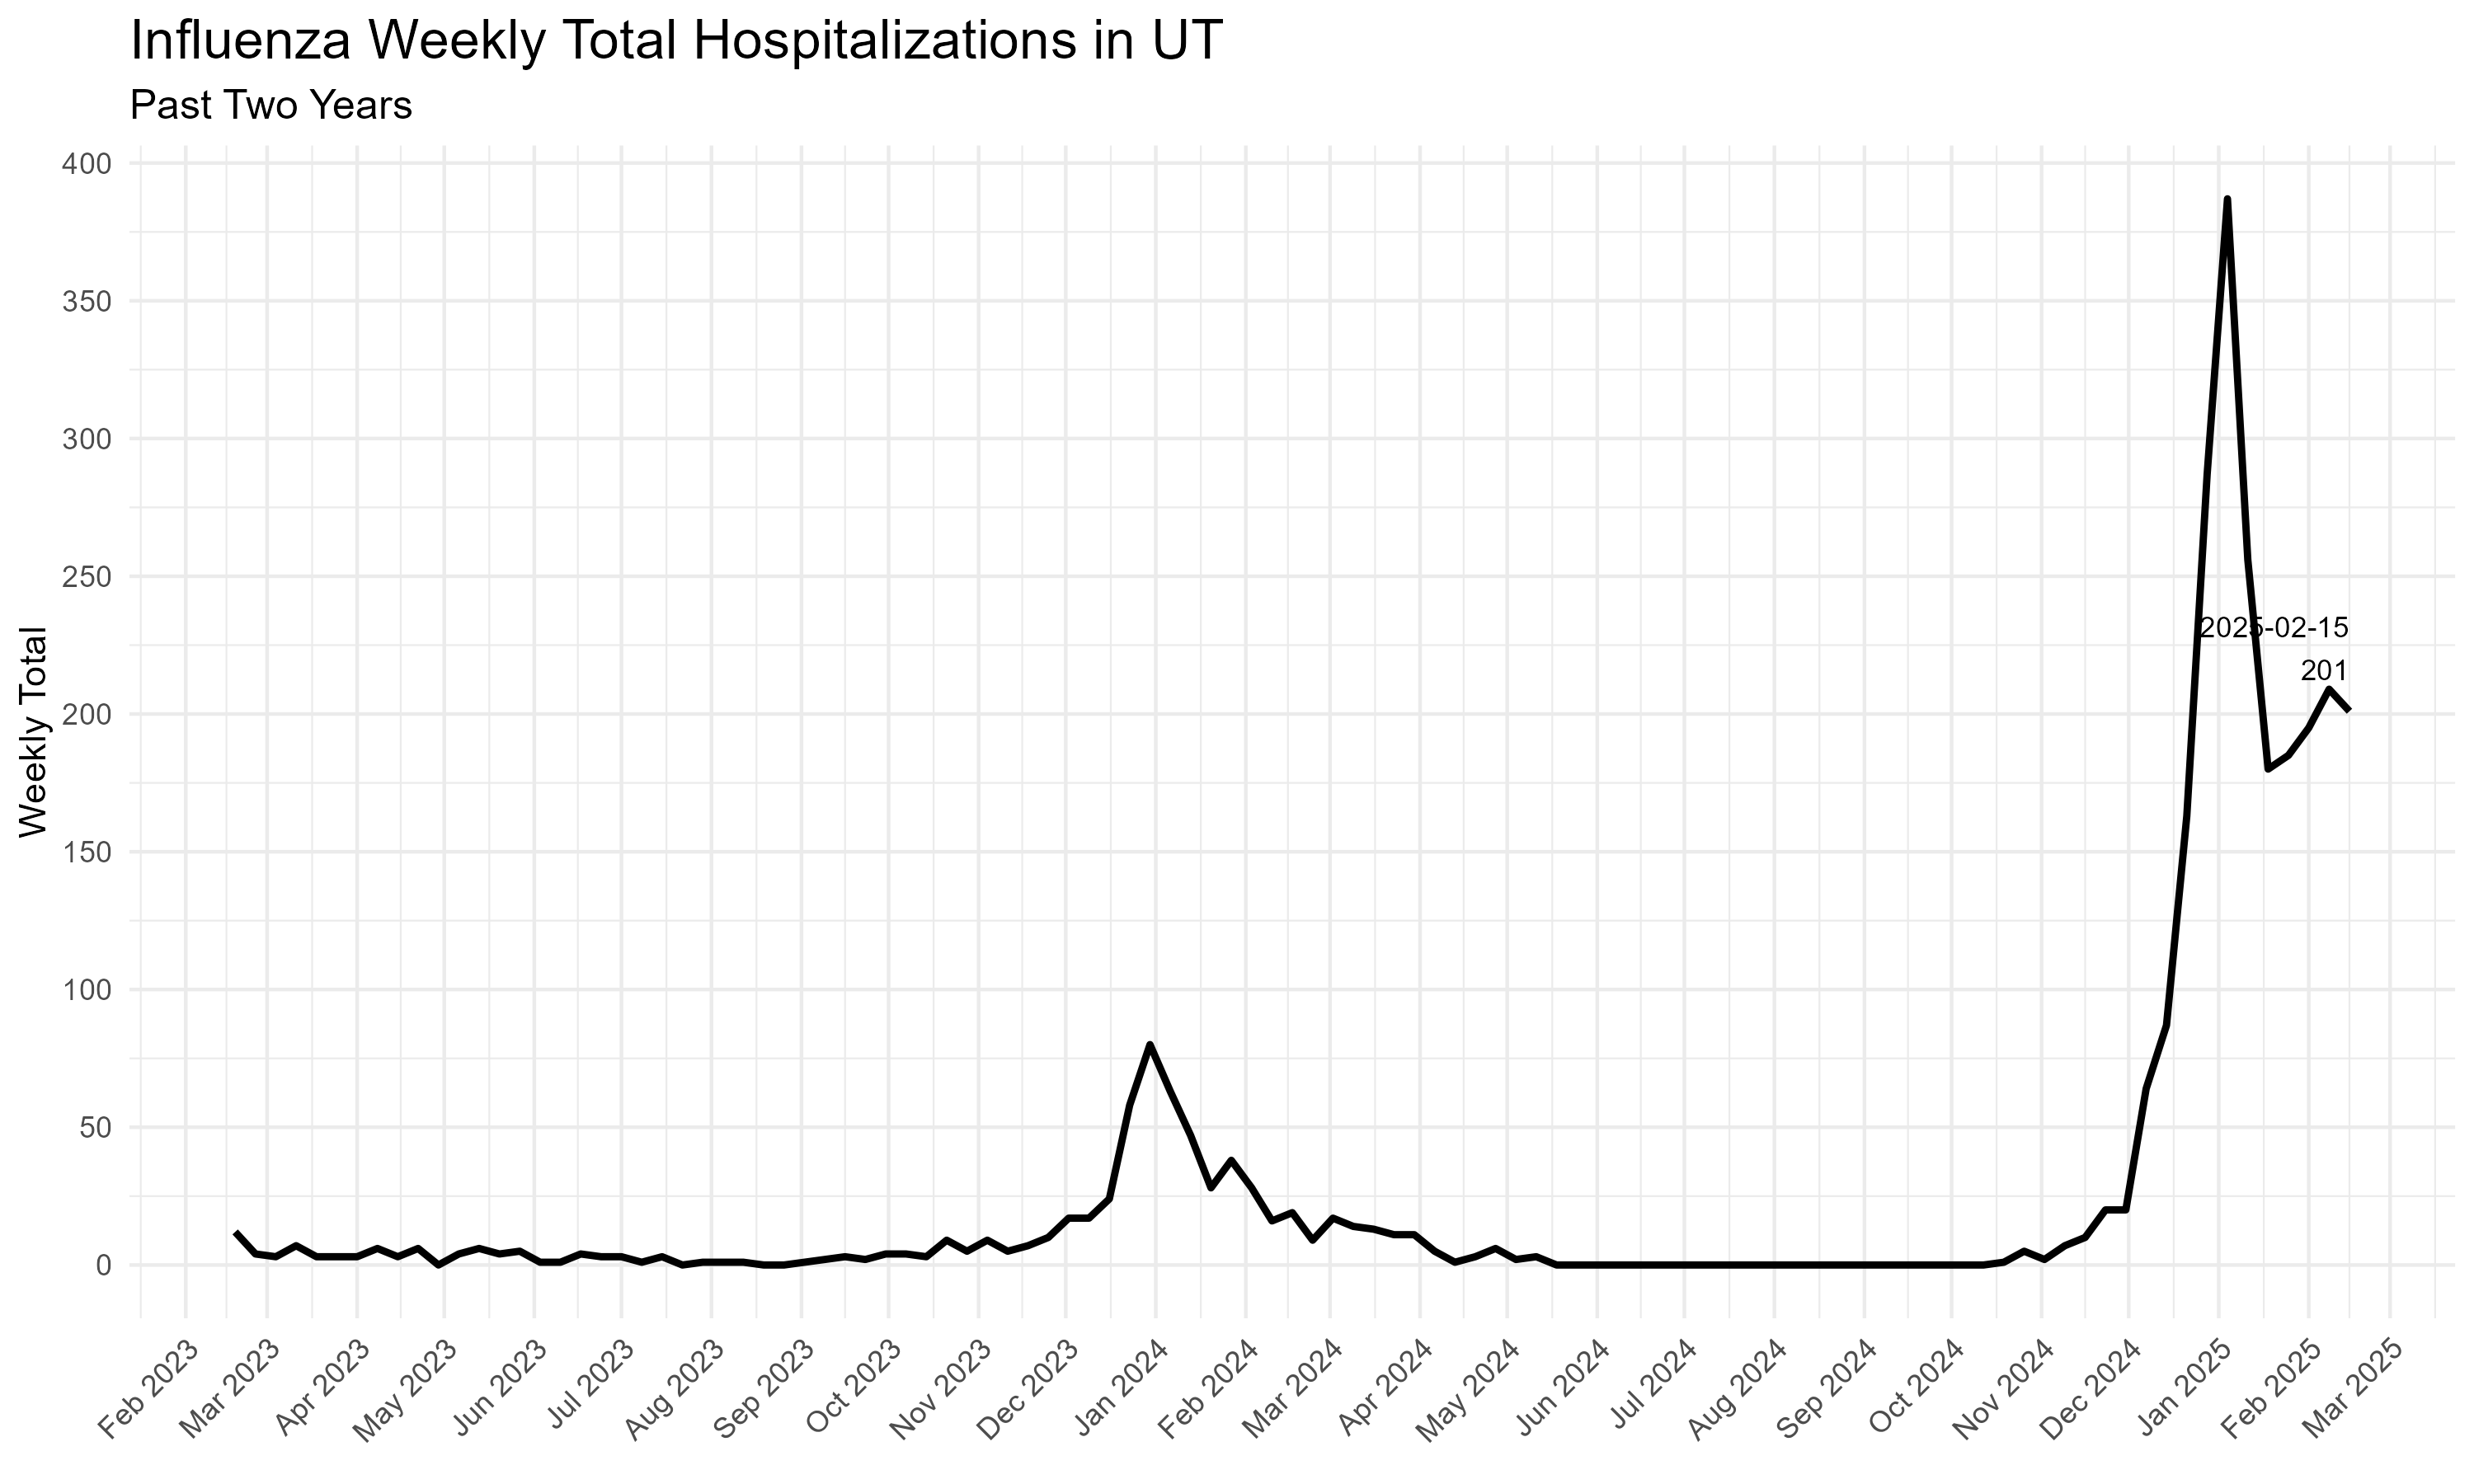 Influenza Weekly Total Hospitalizations in UT
Past Two Years
Weekly Total
400
350
300
250
200
150
100
50
0
2025-02-15
201
Feb 2023
Mar 2023
Apr 2023
May 2023
Jun 2023
Jul 2023
Aug 2023
Sep 2023
Oct 2023
Nov 2023
Dec 2023
Jan 2024
Feb 2024
Mar 2024
Apr 2024
May 2024
Jun 2024
Jul 2024
Aug 2024
Sep 2024
Oct 2024
Nov 2024
Dec 2024
Jan 2025
Feb 2025
Mar 2025